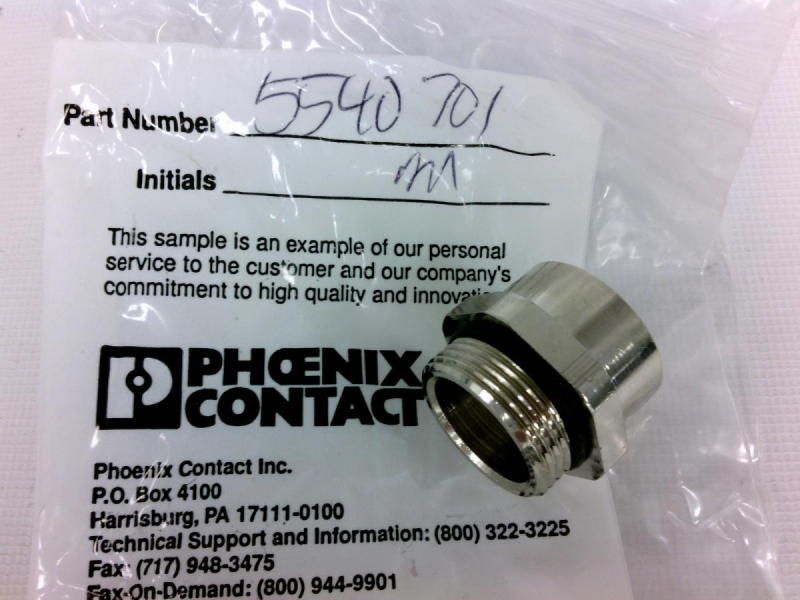 Part Number 5540 701
Initials
This sample is an example of our personal
service to the customer and our company's
commitment to high quality and
PHŒNIX
CONTACT
Phoenix Contact Inc.
P.O. Box 4100
Harrisburg, PA 17111-0100
Technical Support and Information: (800) 322-3225
Fax: (717) 948-3475
Fax-On-Demand: (800) 944-9901